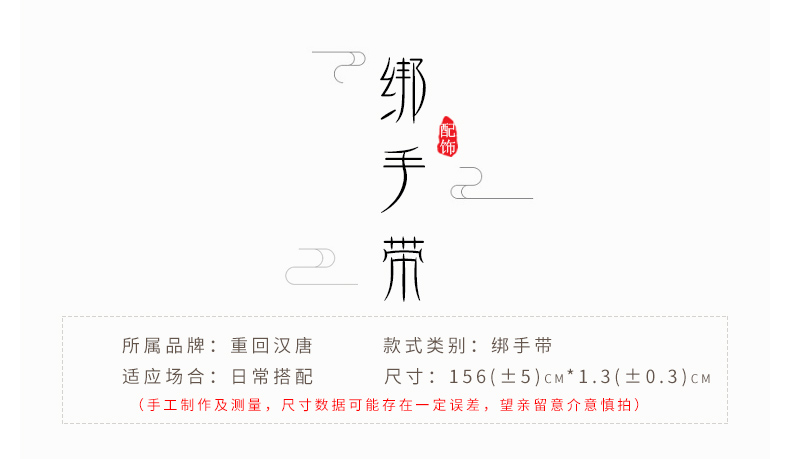 绑手带
配饰
所属品牌：重回汉唐
款式类别：绑手带
适应场合：日常搭配
尺寸：156(±5)CM*1.3(±0.3)CM
（手工制作及测量，尺寸数据可能存在一定误差，望亲留意介意慎拍）